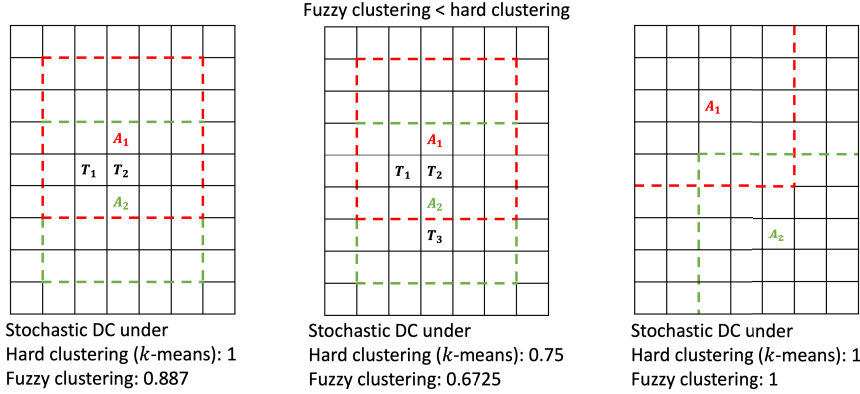 Fuzzy clustering < hard clustering
A₁
T₁ T₂
A₂
Stochastic DC under
Hard clustering (k-means): 1
Fuzzy clustering: 0.887
A₁
T₁ T₂
A₂
T₃
Stochastic DC under
Hard clustering (k-means): 0.75
Fuzzy clustering: 0.6725
A₁
A₂
Stochastic DC under
Hard clustering (k-means): 1
Fuzzy clustering: 1